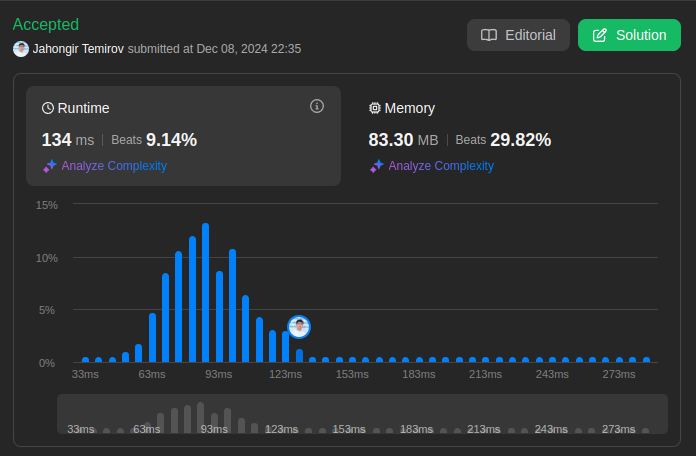 Accepted
Jahongir Temirov submitted at Dec 08, 2024 22:35
Editorial
Solution
Runtime
134 ms Beats 9.14%
Analyze Complexity
Memory
83.30 MB Beats 29.82%
Analyze Complexity
15%
10%
5%
0%
33ms 63ms 93ms 123ms 153ms 183ms 213ms 243ms 273ms
33ms 63ms 93ms 123ms 153ms 183ms 213ms 243ms 273ms